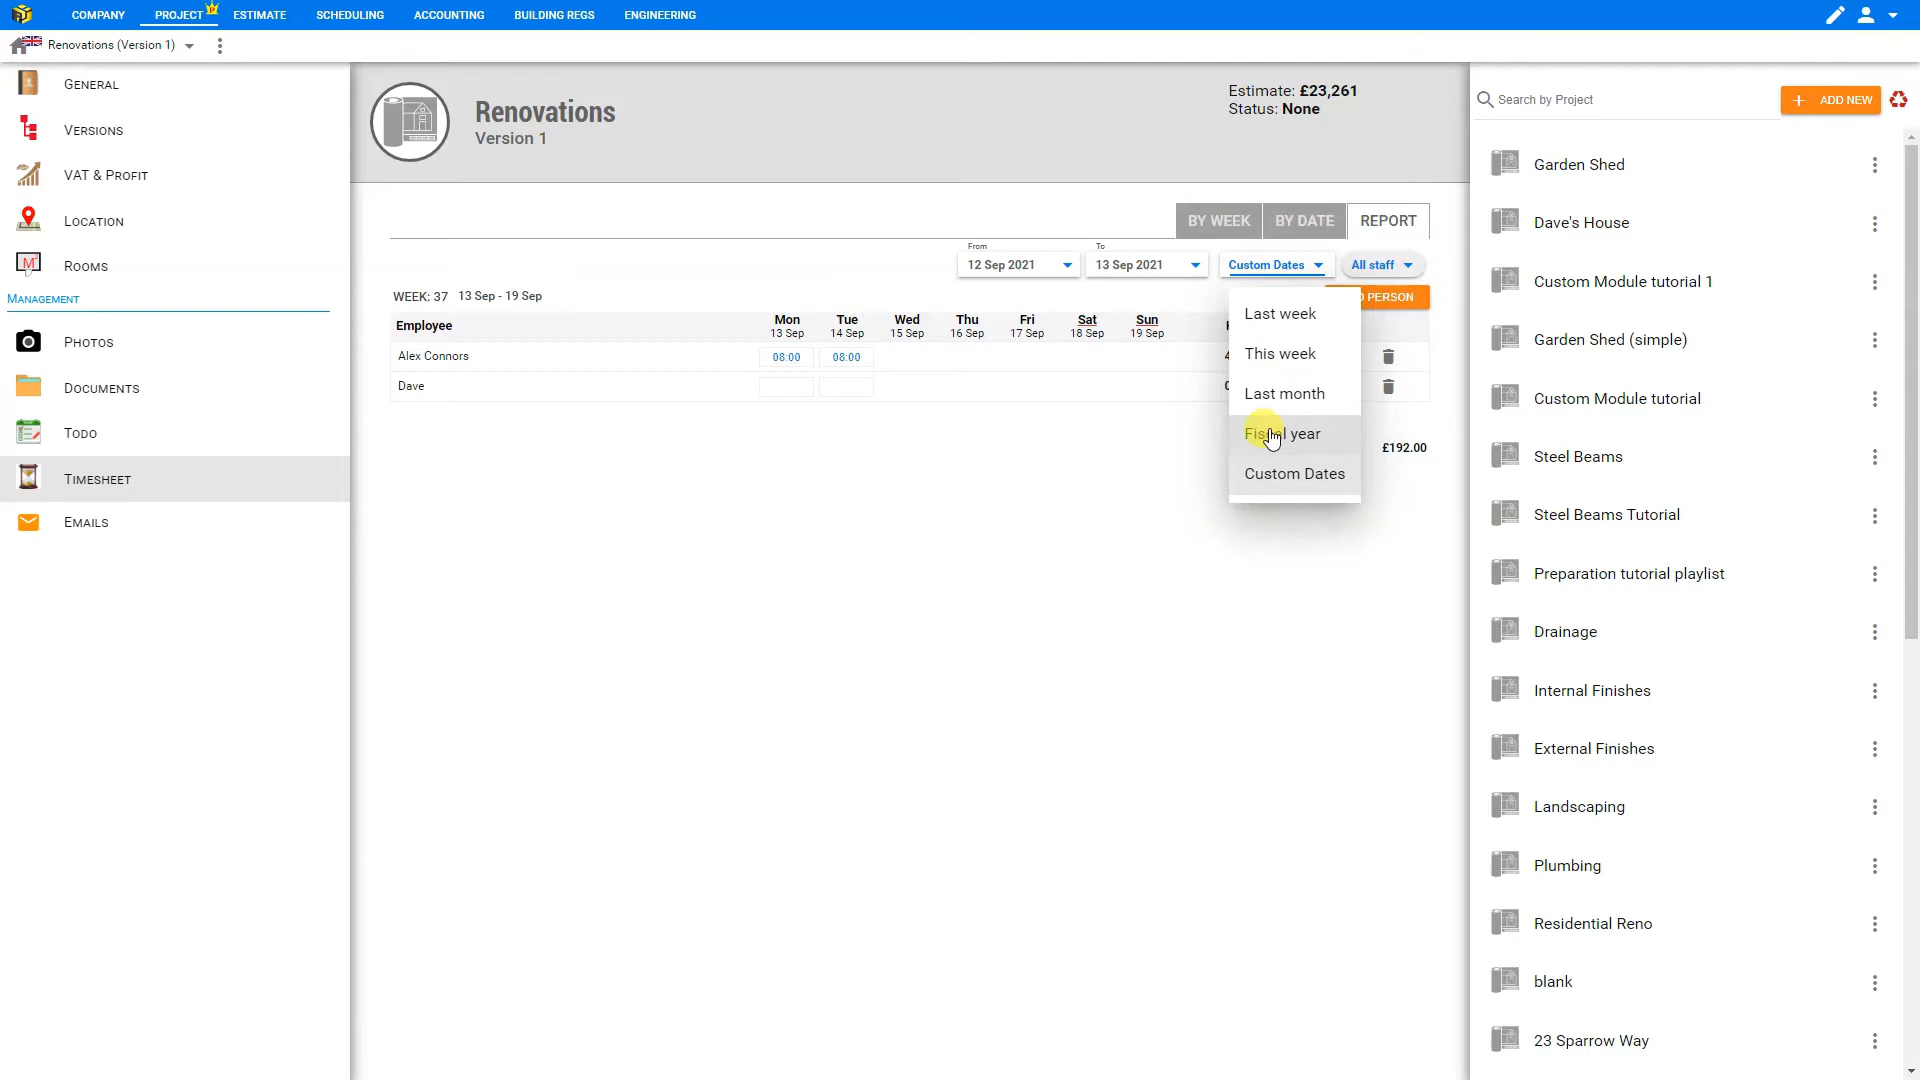 COMPANY PROJECT ESTIMATE SCHEDULING ACCOUNTING BUILDING REGS ENGINEERING
Renovations (Version 1)
GENERAL
VERSIONS
VAT & PROFIT
LOCATION
ROOMS
MANAGEMENT
PHOTOS
DOCUMENTS
TODO
TIMESHEET
EMAILS
Renovations
Version 1
Estimate: £23,261
Status: None
BY WEEK BY DATE REPORT
From To
12 Sep 2021 13 Sep 2021 Custom Dates All staff
WEEK: 37 13 Sep - 19 Sep
PERSON
Employee Mon Tue Wed Thu Fri Sat Sun
13 Sep 14 Sep 15 Sep 16 Sep 17 Sep 18 Sep 19 Sep
Alex Connors 08:00 08:00
Dave
£192.00
Last week
This week
Last month
Fiscal year
Custom Dates
Search by Project
+ ADD NEW
Garden Shed
Dave's House
Custom Module tutorial 1
Garden Shed (simple)
Custom Module tutorial
Steel Beams
Steel Beams Tutorial
Preparation tutorial playlist
Drainage
Internal Finishes
External Finishes
Landscaping
Plumbing
Residential Reno
blank
23 Sparrow Way